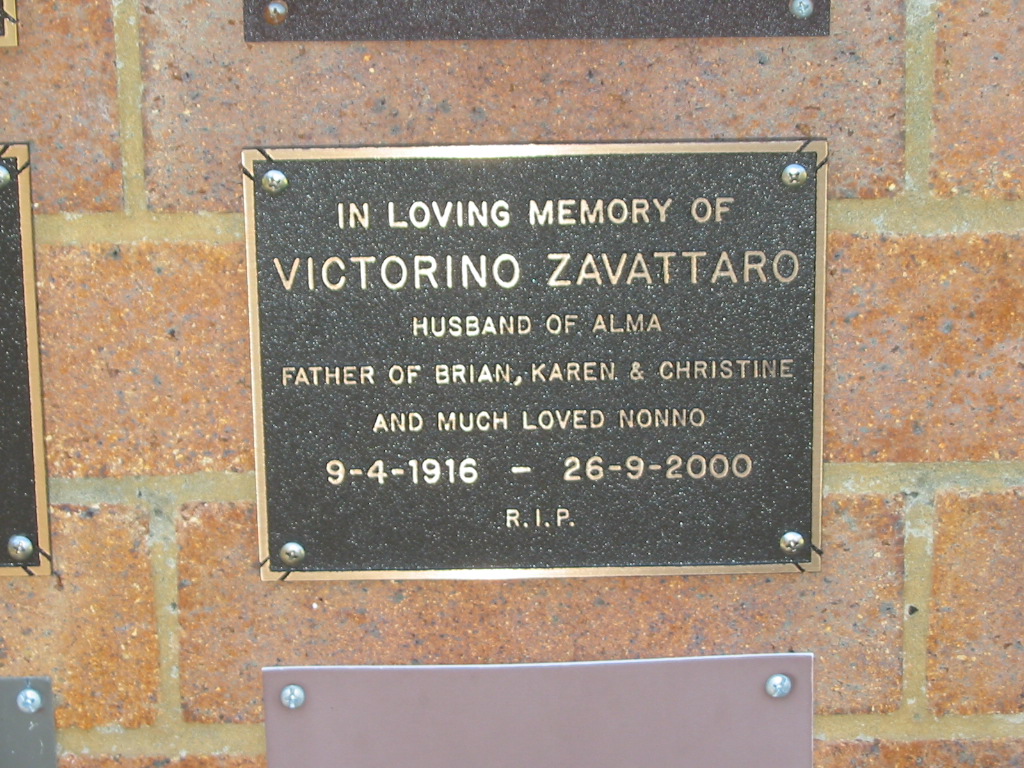 IN LOVING MEMORY OF
VICTORINO ZAVATTARO
HUSBAND OF ALMA
FATHER OF BRIAN, KAREN & CHRISTINE
AND MUCH LOVED NONNO
9-4-1916 - 26-9-2000
R.I.P.